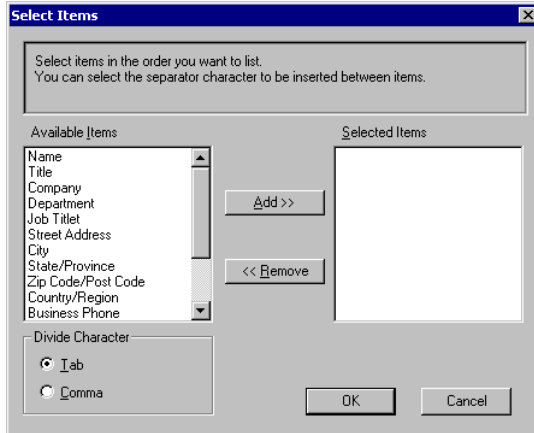 Select Items
Select items in the order you want to list.
You can select the separator character to be inserted between items.
Available Items
Selected Items
Name
Title
Company
Department
Job Titlet
Street Address
City
State/Province
Zip Code/Post Code
Country/Region
Business Phone
Add >>
<< Remove
Divide Character
Tab
Comma
OK
Cancel